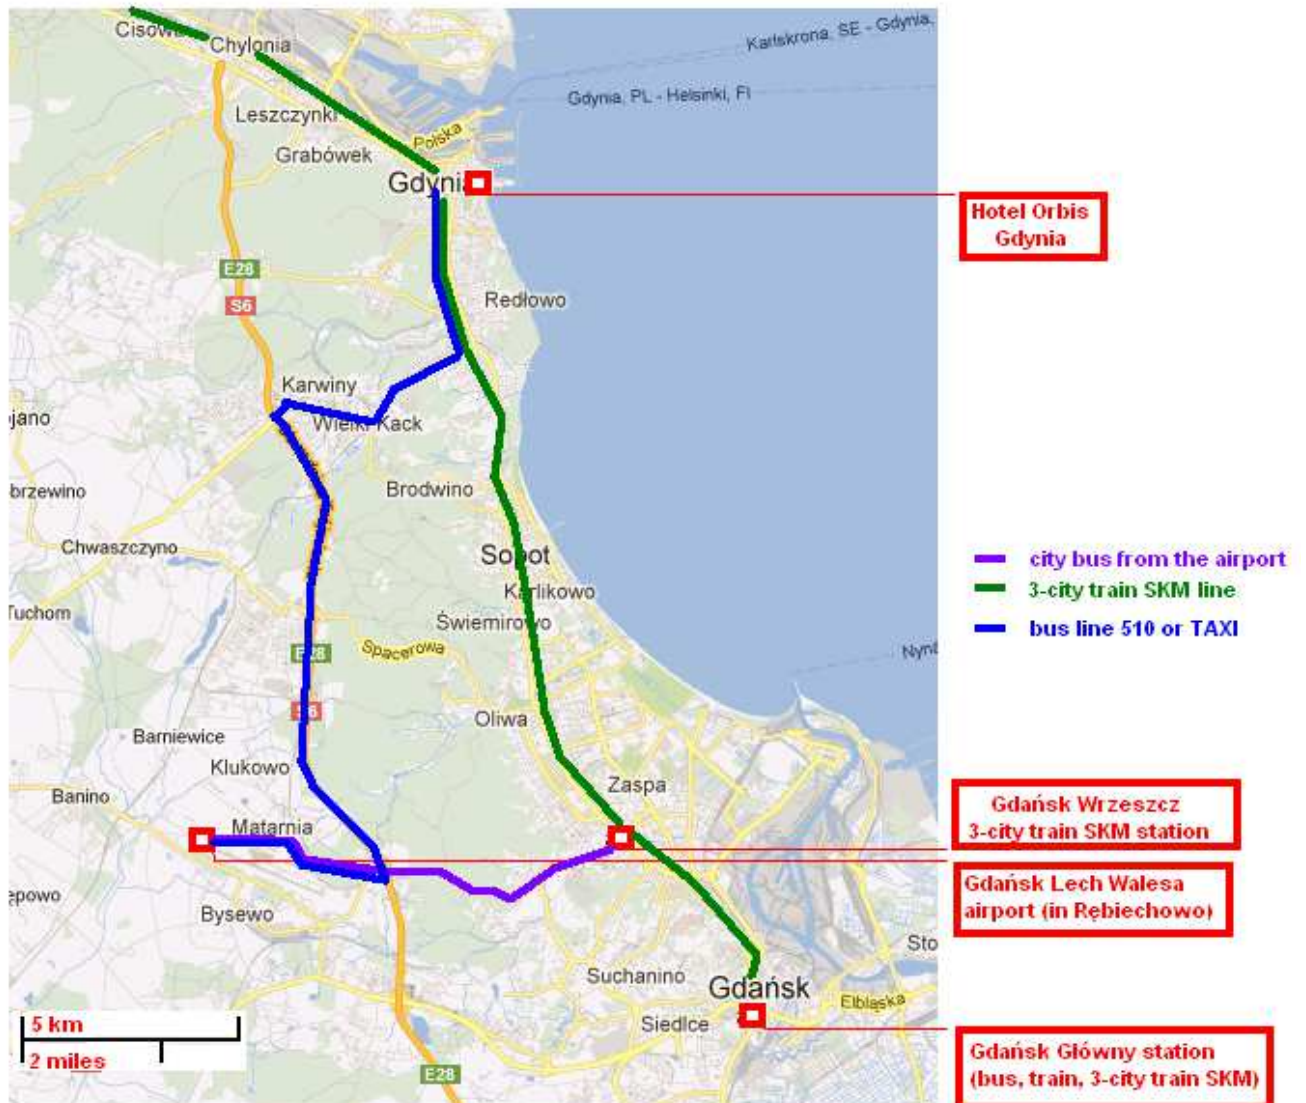 Cisowa
Chylonia
Karlskrona, SE - Gdynia,
Gdynia, PL - Helsinki, FI
Leszczynki
Polska
Grabówek
Gdynia
Hotel Orbis
Gdynia
E28
S6
Redłowo
Karwiny
ojano
Wielki Kack
brzewino
Brodwino
Chwaszczyno
Sopot
Karlikowo
city bus from the airport
3-city train SKM line
bus line 510 or TAXI
Tuchom
Świemirowo
E28
Spacerowa
Nynä
S6
Oliwa
Barniewice
Klukowo
Zaspa
Banino
Matarnia
Gdańsk Wrzeszcz
3-city train SKM station
Gdańsk Lech Walesa
airport (in Rębiechowo)
ępowo
Bysewo
Sto
Suchanino
Gdańsk
Elbląska
Siedlce
5 km
2 miles
E28
Gdańsk Główny station
(bus, train, 3-city train SKM)